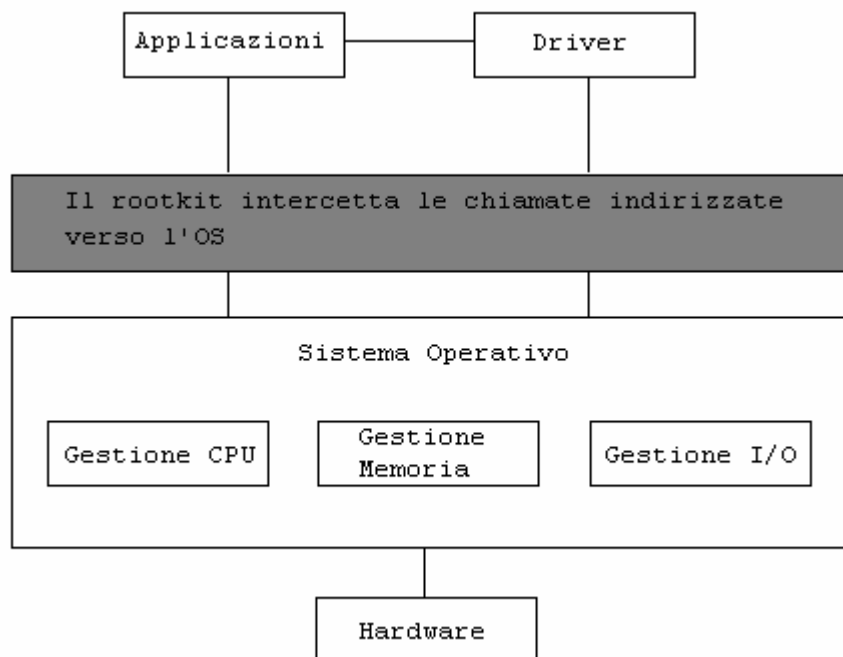 Applicazioni
Driver
Il rootkit intercetta le chiamate indirizzate
verso l'OS
Sistema Operativo
Gestione CPU
Gestione
Memoria
Gestione I/O
Hardware